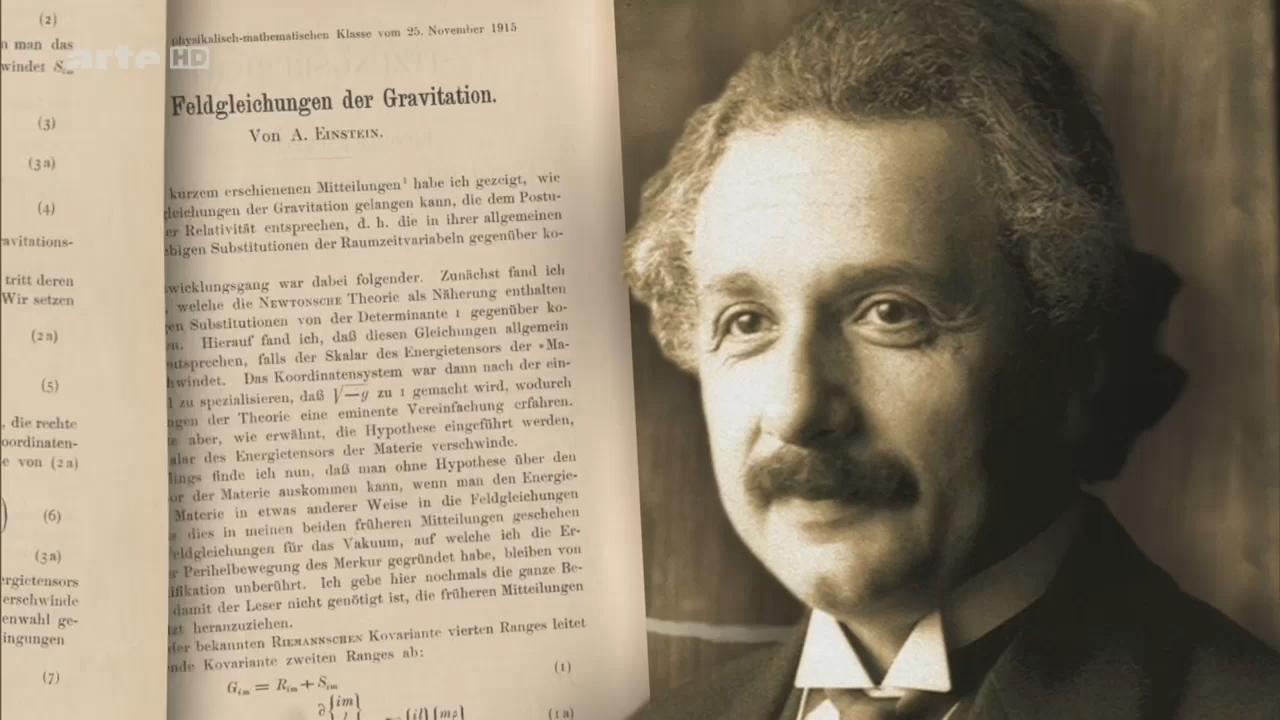 (2)
n man das
windet S_im
(3)
(3a)
(4)
avitations-
tritt deren
Wir setzen
(2a)
(5)
, die rechte
oordinaten-
e von (2a)
(6)
(3a)
ergietensors
erschwinde
enwahl ge-
ingungen
(7)
arte HD
physikalisch-mathematischen Klasse vom 25. November 1915
Feldgleichungen der Gravitation.
Von A. Einstein.
kurzem erschienenen Mitteilungen¹ habe ich gezeigt, wie
gleichungen der Gravitation gelangen kann, die dem Postu-
er Relativität entsprechen, d. h. die in ihrer allgemeinen
ebigen Substitutionen der Raumzeitvariabeln gegenüber ko-
wicklungsgang war dabei folgender. Zunächst fand ich
, welche die Newtonsche Theorie als Näherung enthalten
en Substitutionen von der Determinante 1 gegenüber ko-
n. Hierauf fand ich, daß diesen Gleichungen allgemein
ntsprechen, falls der Skalar des Energietensors der »Ma-
hwindet. Das Koordinatensystem war dann nach der ein-
l zu spezialisieren, daß √−g zu 1 gemacht wird, wodurch
ngen der Theorie eine eminente Vereinfachung erfahren.
e aber, wie erwähnt, die Hypothese eingeführt werden,
alar des Energietensors der Materie verschwinde.
lings finde ich nun, daß man ohne Hypothese über den
or der Materie auskommen kann, wenn man den Energie-
Materie in etwas anderer Weise in die Feldgleichungen
s dies in meinen beiden früheren Mitteilungen geschehen
eldgleichungen für das Vakuum, auf welche ich die Er-
r Perihelbewegung des Merkur gegründet habe, bleiben von
ifikation unberührt. Ich gebe hier nochmals die ganze Be-
damit der Leser nicht genötigt ist, die früheren Mitteilungen
zt heranzuziehen.
der bekannten Riemannschen Kovariante vierten Ranges leitet
nde Kovariante zweiten Ranges ab:
G_im = R_im + S_im (1)
(1a)